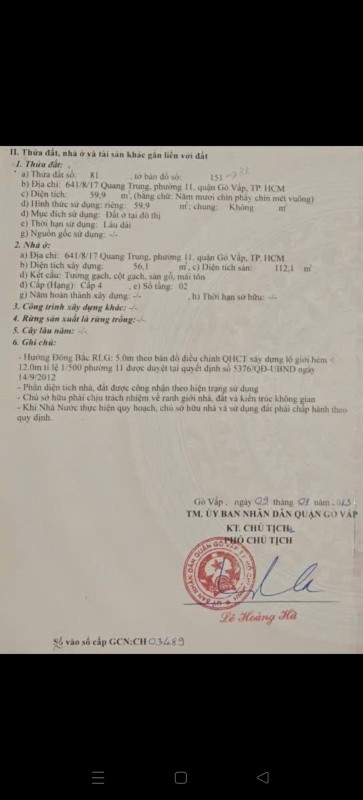 II. Thửa đất, nhà ở và tài sản khác gắn liền với đất
1. Thửa đất:
a) Thửa đất số: 81 , tờ bản đồ số: 151
b) Địa chỉ: 641/8/17 Quang Trung, phường 11, quận Gò Vấp, TP. HCM
c) Diện tích: 59,9 m², (bằng chữ: Năm mươi chín phẩy chín mét vuông)
d) Hình thức sử dụng: riêng: 59,9 m²; chung: Không m²
đ) Mục đích sử dụng: Đất ở tại đô thị
e) Thời hạn sử dụng: Lâu dài
g) Nguồn gốc sử dụng: -/-
2. Nhà ở:
a) Địa chỉ: 641/8/17 Quang Trung, phường 11, quận Gò Vấp, TP. HCM
b) Diện tích xây dựng: 56,1 m², c) Diện tích sàn: 112,1 m²
d) Kết cấu: Tường gạch, cột gạch, sàn gỗ, mái tôn
đ) Cấp (Hạng): Cấp 4 , e) Số tầng: 02
g) Năm hoàn thành xây dựng: -/- , h) Thời hạn sở hữu: -/-
3. Công trình xây dựng khác: -/-
4. Rừng sản xuất là rừng trồng: -/-
5. Cây lâu năm: -/-
6. Ghi chú:
- Hướng Đông Bắc RLG: 5.0m theo bản đồ điều chỉnh QHCT xây dựng lộ giới hẻm <
12.0m tỉ lệ 1/500 phường 11 được duyệt tại quyết định số 5376/QĐ-UBND ngày
14/9/2012
- Phần diện tích nhà, đất được công nhận theo hiện trạng sử dụng
- Chủ sở hữu phải chịu trách nhiệm về ranh giới nhà, đất và kiến trúc không gian
- Khi Nhà Nước thực hiện quy hoạch, chủ sở hữu nhà và sử dụng đất phải chấp hành theo
quy định.
Gò Vấp, ngày 09 tháng 01 năm
TM. ỦY BAN NHÂN DÂN QUẬN GÒ VẤP
KT. CHỦ TỊCH
PHÓ CHỦ TỊCH
Lê Hoàng Hà
Số vào sổ cấp GCN: CH 03489